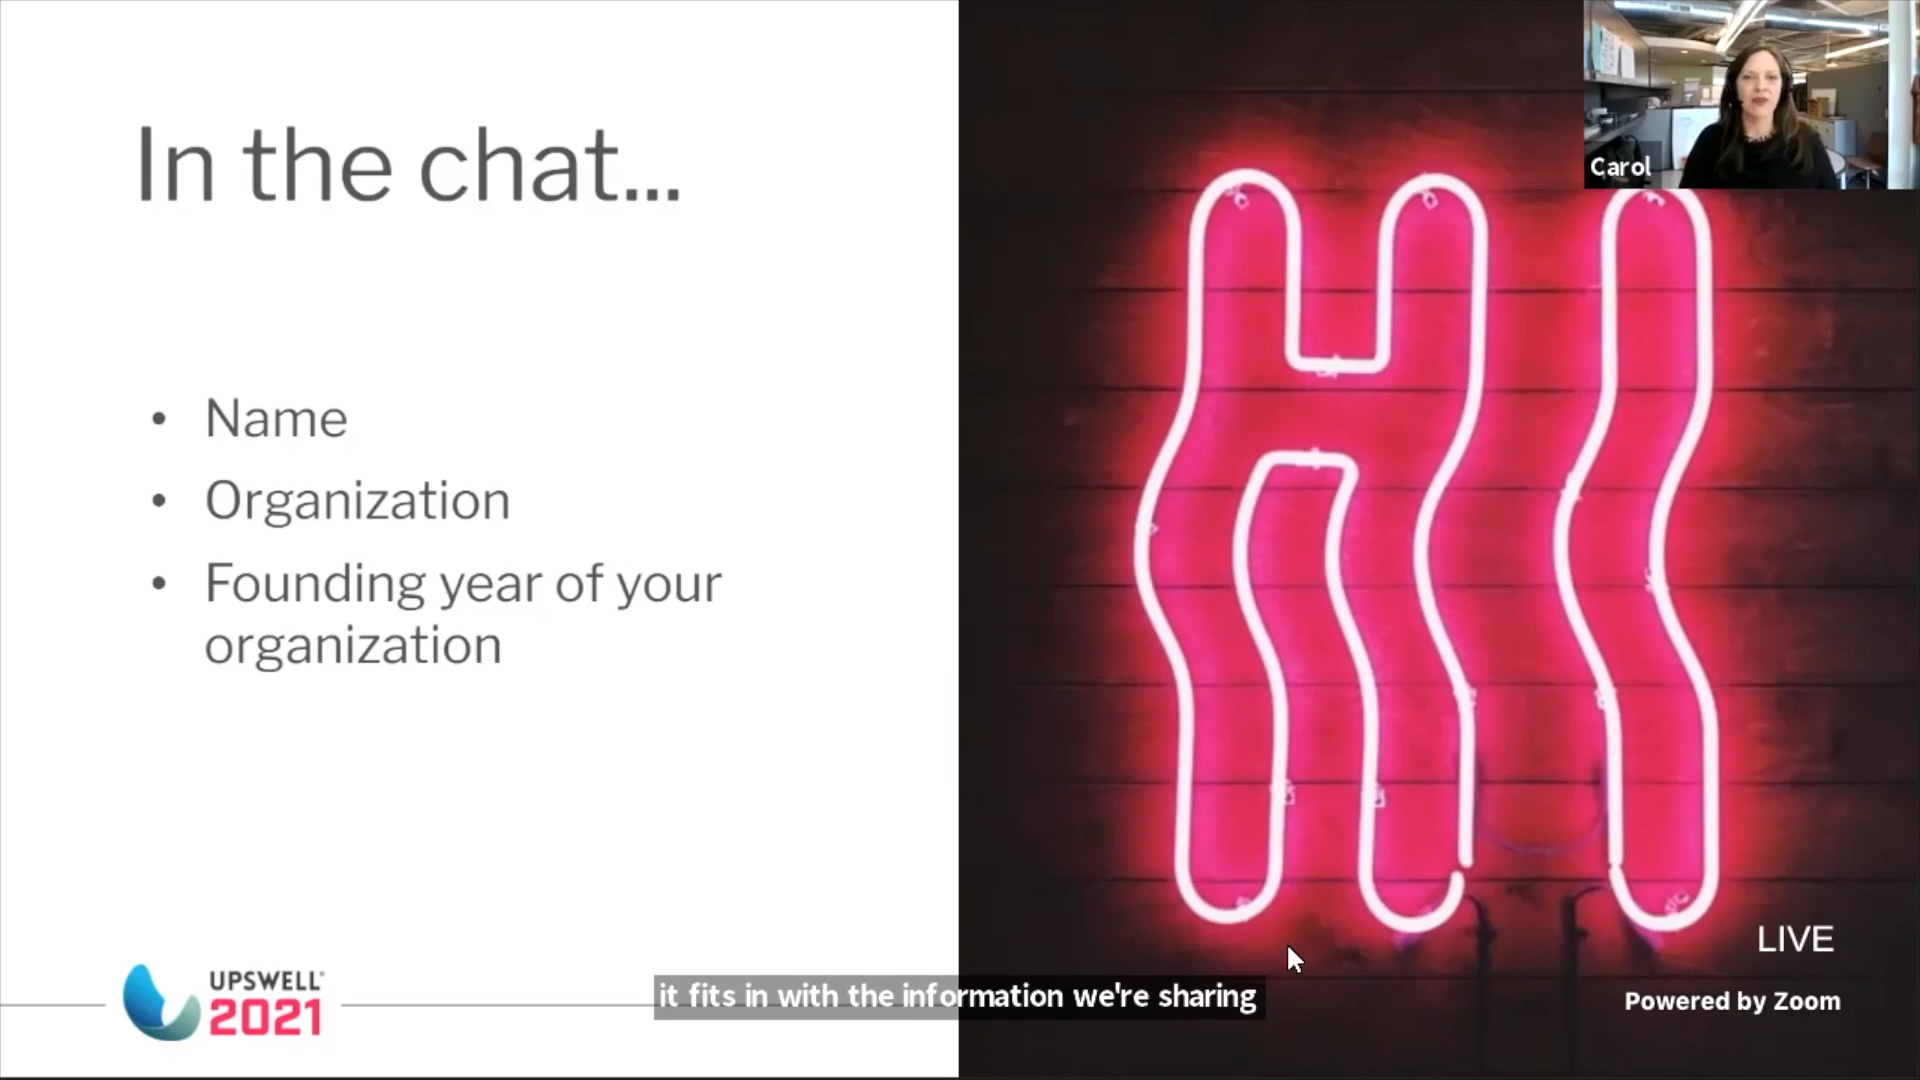 In the chat...
• Name
• Organization
• Founding year of your
organization
HI
Carol
UPSWELL
2021
it fits in with the information we're sharing
LIVE
Powered by Zoom